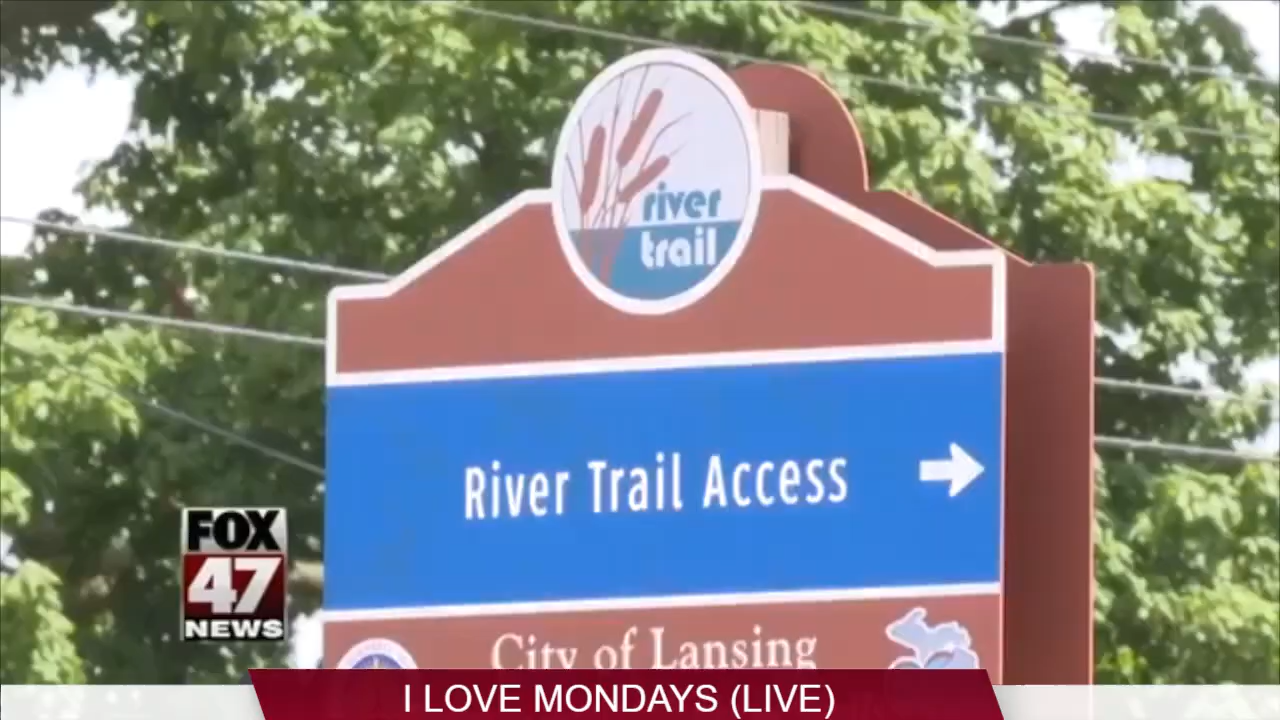 river
trail
River Trail Access
City of Lansing
FOX
47
NEWS
I LOVE MONDAYS (LIVE)